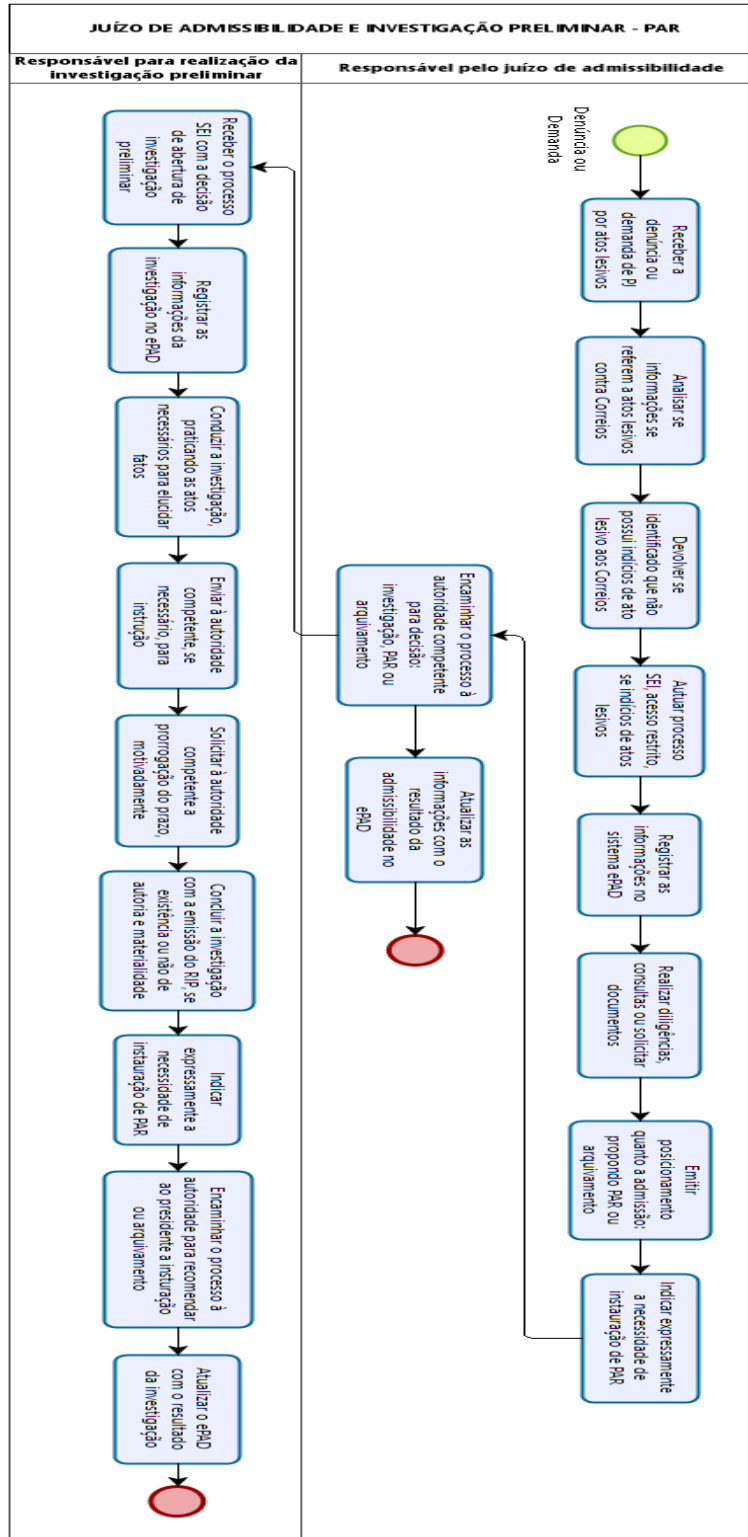 JUÍZO DE ADMISSIBILIDADE E INVESTIGAÇÃO PRELIMINAR - PAR
Responsável pelo juízo de admissibilidade
Denúncia ou
Demanda
Receber a
denúncia ou
demanda de PJ
por atos lesivos
Analisar se
informações se
referem a atos lesivos
contra Correios
Devolver se
identificado que não
possui indícios de ato
lesivo aos Correios
Autuar processo
SEI, acesso restrito,
se indícios de atos
lesivos
Registrar as
informações no
sistema ePAD
Realizar diligências,
consultas ou solicitar
documentos
Emitir
posicionamento
quanto a admissão:
propondo PAR ou
arquivamento
Indicar expressamente
a necessidade de
instauração de PAR
Encaminhar o processo à
autoridade competente
para decisão:
investigação, PAR ou
arquivamento
Atualizar as
informações com o
resultado da
admissibilidade no
ePAD
Responsável para realização da
investigação preliminar
Receber o processo
SEI com a decisão
de abertura de
investigação
preliminar
Registrar as
informações da
investigação no ePAD
Conduzir a investigação,
praticando as atos
necessários para elucidar
fatos
Enviar à autoridade
competente, se
necessário, para
instrução
Solicitar à autoridade
competente a
prorrogação do prazo,
motivadamente
Concluir a investigação
com a emissão do RIP, se
existência ou não de
autoria e materialidade
Indicar
expressamente a
necessidade de
instauração de PAR
Encaminhar o processo à
autoridade para recomendar
ao presidente a insturação
ou arquivamento
Atualizar o ePAD
com o resultado
da investigação